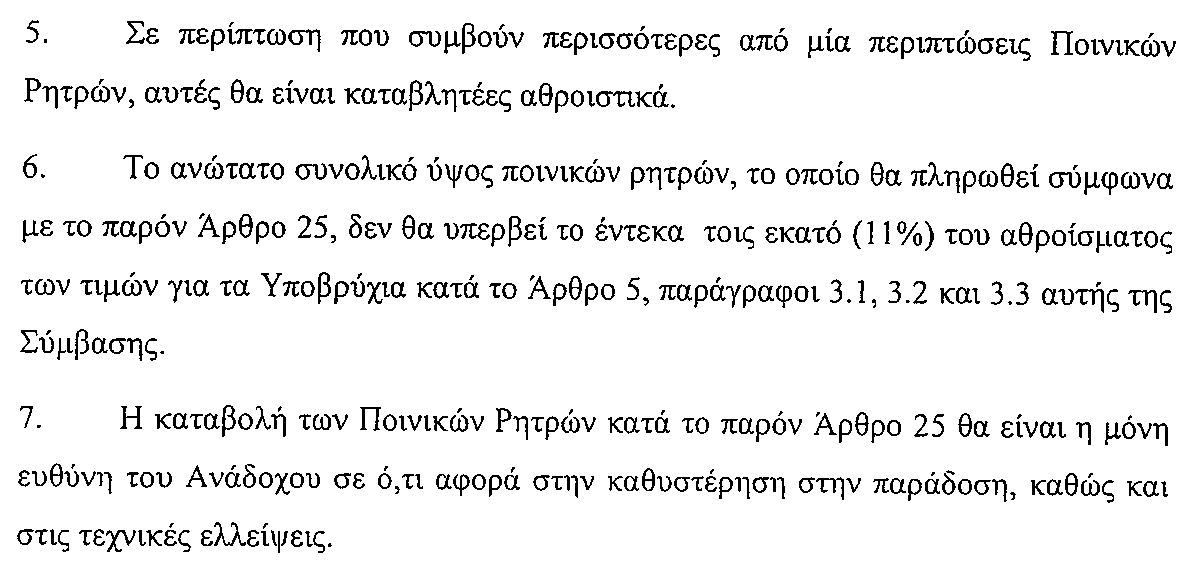 5. Σε περίπτωση που συμβούν περισσότερες από μία περιπτώσεις Ποινικών
Ρητρών, αυτές θα είναι καταβλητέες αθροιστικά.
6. Το ανώτατο συνολικό ύψος ποινικών ρητρών, το οποίο θα πληρωθεί σύμφωνα
με το παρόν Άρθρο 25, δεν θα υπερβεί το έντεκα τοις εκατό (11%) του αθροίσματος
των τιμών για τα Υποβρύχια κατά το Άρθρο 5, παράγραφοι 3.1, 3.2 και 3.3 αυτής της
Σύμβασης.
7. Η καταβολή των Ποινικών Ρητρών κατά το παρόν Άρθρο 25 θα είναι η μόνη
ευθύνη του Ανάδοχου σε ό,τι αφορά στην καθυστέρηση στην παράδοση, καθώς και
στις τεχνικές ελλείψεις.